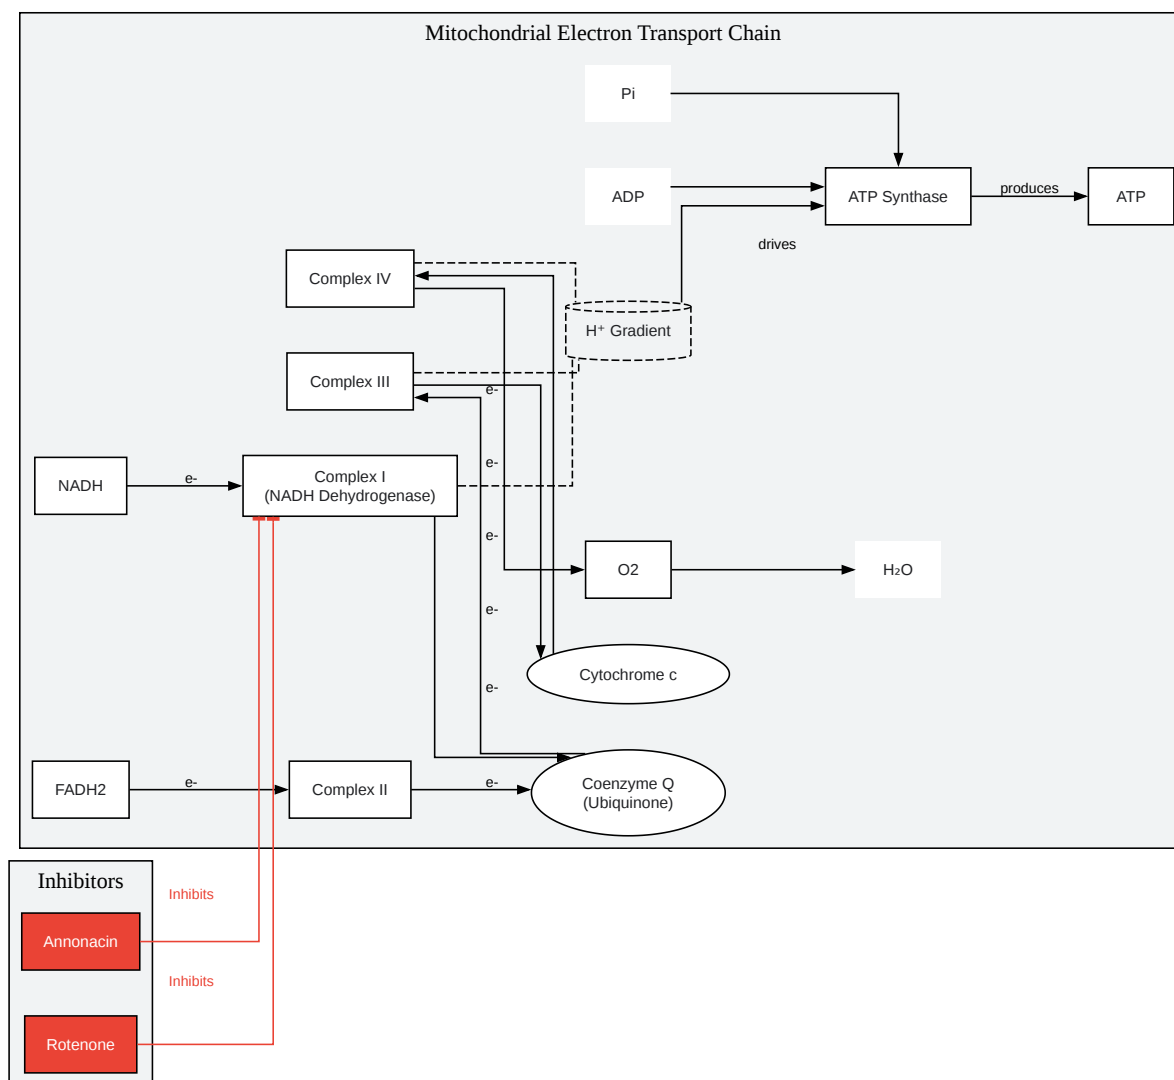 Mitochondrial Electron Transport Chain
Pi
ADP
ATP Synthase
produces
ATP
drives
Complex IV
H⁺ Gradient
Complex III
e-
e-
NADH
e-
Complex I
(NADH Dehydrogenase)
e-
O2
H₂O
e-
Cytochrome c
e-
FADH2
e-
Complex II
e-
Coenzyme Q
(Ubiquinone)
Inhibitors
Inhibits
Annonacin
Inhibits
Rotenone